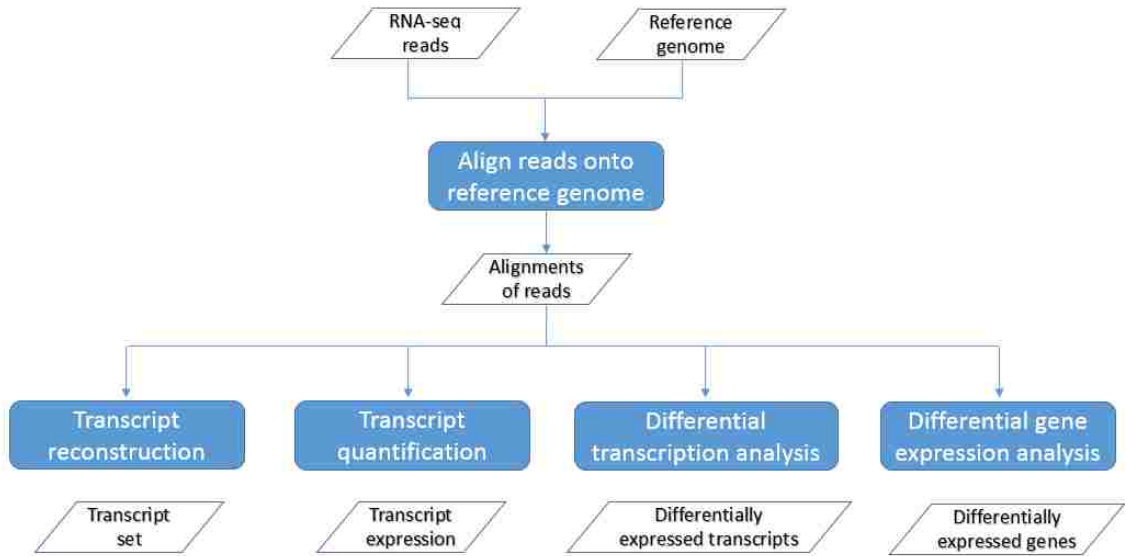 RNA-seq
reads
Reference
genome
Align reads onto
reference genome
Alignments
of reads
Transcript
reconstruction
Transcript
quantification
Differential
transcription analysis
Differential gene
expression analysis
Transcript
set
Transcript
expression
Differentially
expressed transcripts
Differentially
expressed genes